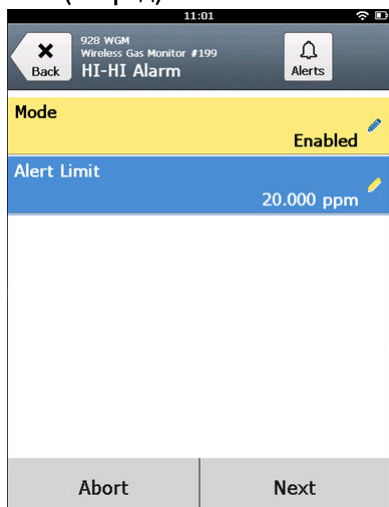 11:01
928 WGM
Wireless Gas Monitor #199
HI-HI Alarm
Back
Alerts
Mode
Enabled
Alert Limit
20.000 ppm
Abort
Next